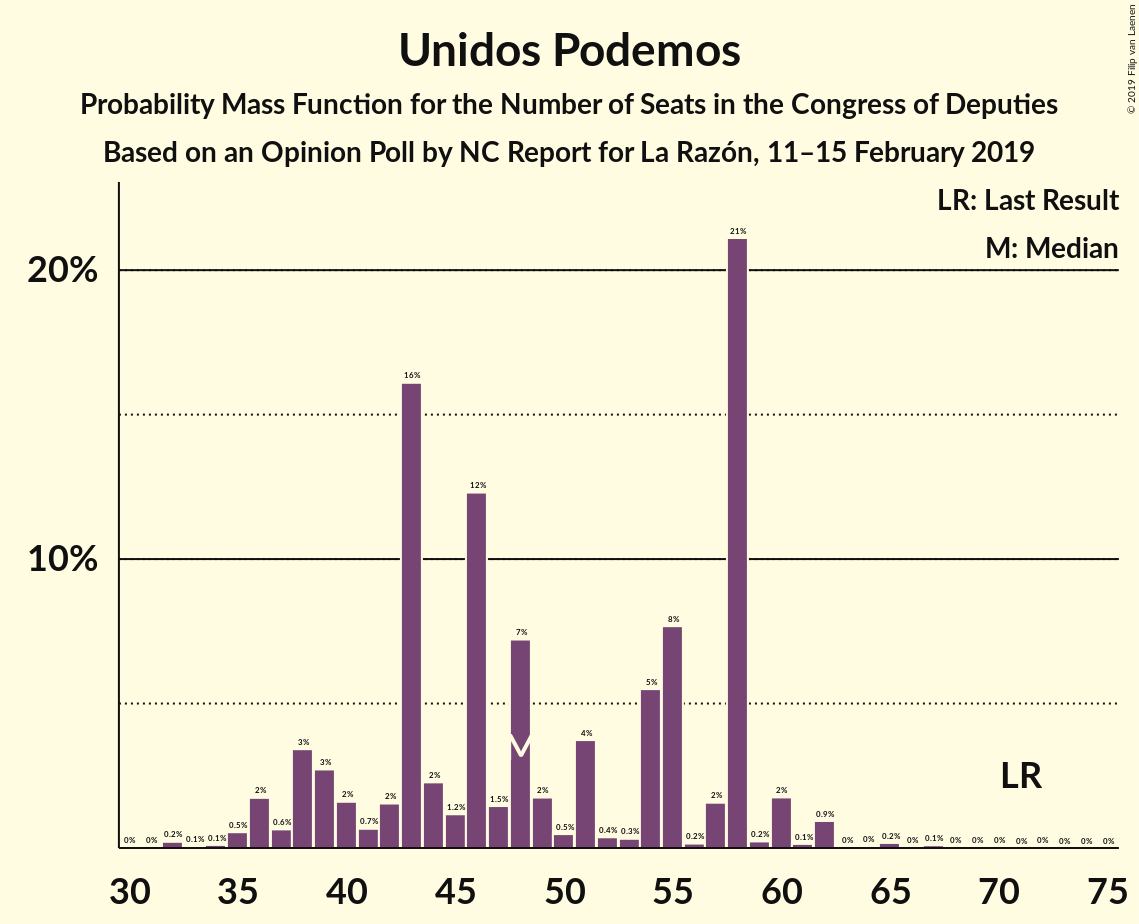 © 2019 Filip van Laenen
Unidos Podemos
Probability Mass Function for the Number of Seats in the Congress of Deputies
Based on an Opinion Poll by NC Report for La Razón, 11–15 February 2019
LR: Last Result
M: Median
20%
10%
0% 0% 0.2% 0.1% 0.1% 0.5% 2% 0.6% 3% 3% 2% 0.7% 2% 16% 2% 1.2% 12% 1.5% 7% 2% 0.5% 4% 0.4% 0.3% 5% 8% 0.2% 2% 21% 0.2% 2% 0.1% 0.9% 0% 0% 0.2% 0% 0.1% 0% 0% 0% 0% 0% 0% 0% 0%
LR
30 35 40 45 50 55 60 65 70 75